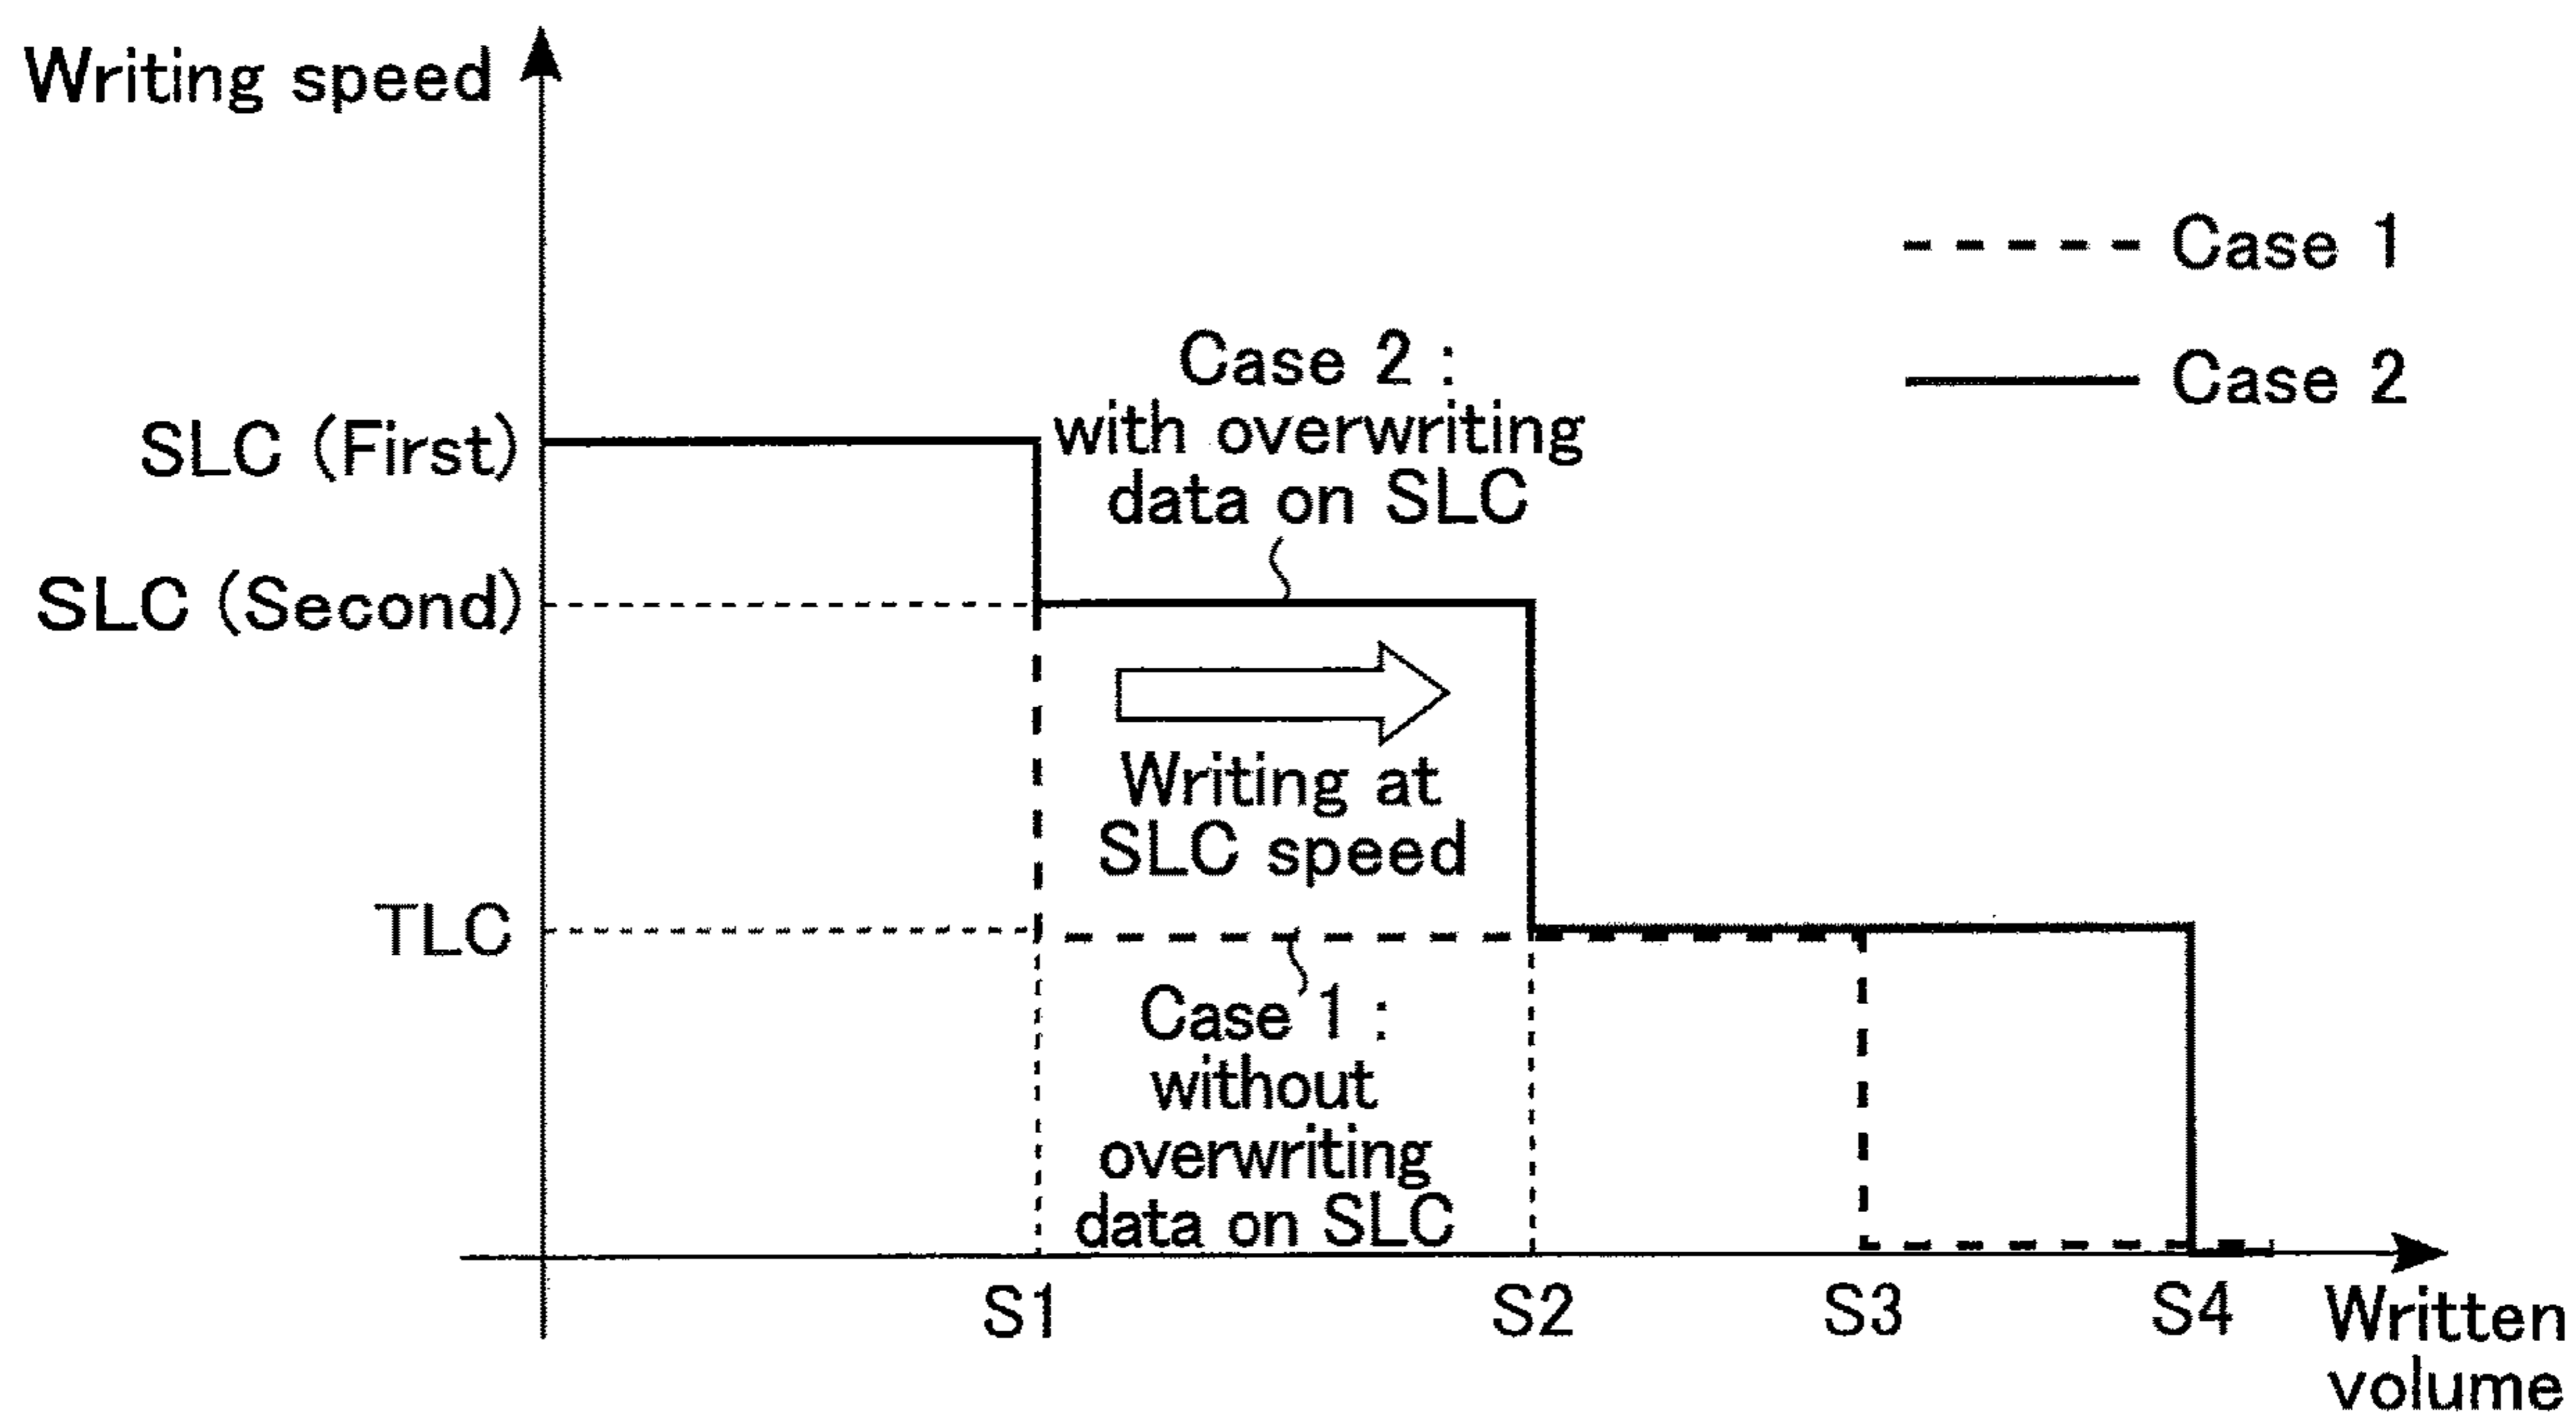 Writing speed
Case 1
Case 2
Case 2 :
with overwriting
data on SLC
SLC (First)
SLC (Second)
Writing at
SLC speed
TLC
Case 1 :
without
overwriting
data on SLC
S1
S2
S3
S4
Written
volume